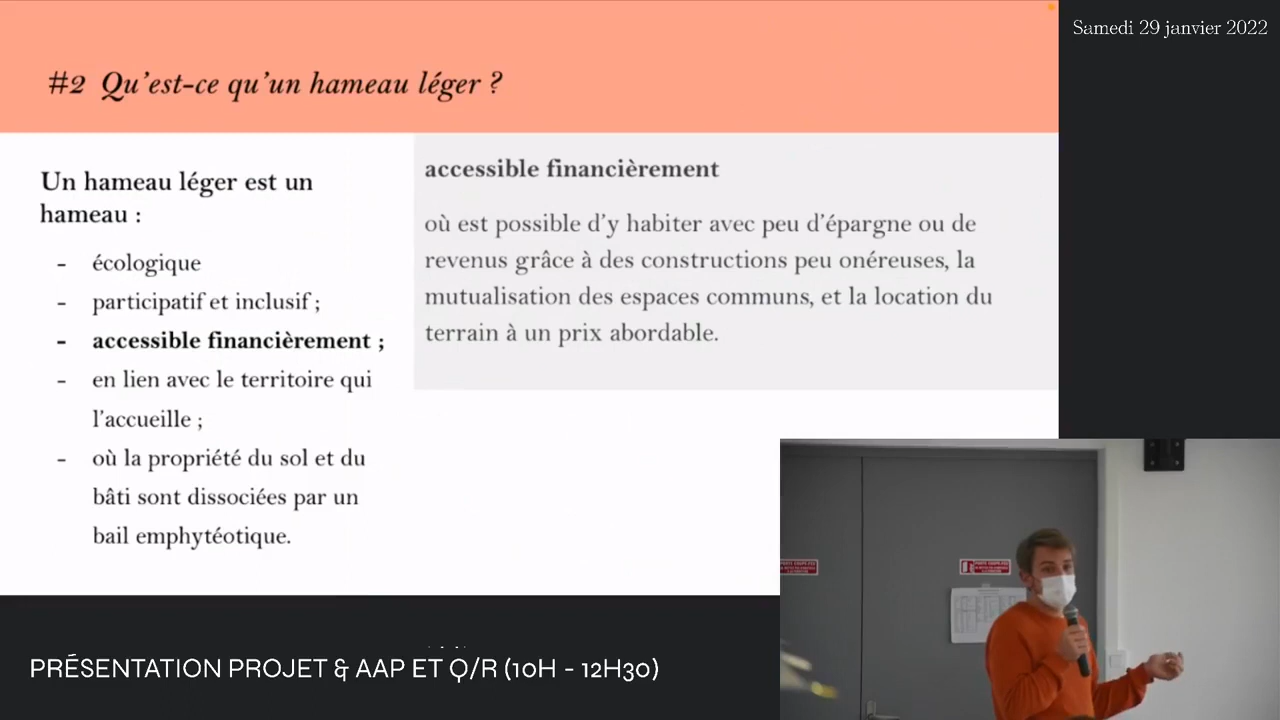 Samedi 29 janvier 2022
#2 Qu'est-ce qu'un hameau léger ?
Un hameau léger est un
hameau :
- écologique
- participatif et inclusif ;
- accessible financièrement ;
- en lien avec le territoire qui
l'accueille ;
- où la propriété du sol et du
bâti sont dissociées par un
bail emphytéotique.
accessible financièrement
où est possible d'y habiter avec peu d'épargne ou de
revenus grâce à des constructions peu onéreuses, la
mutualisation des espaces communs, et la location du
terrain à un prix abordable.
PRÉSENTATION PROJET & AAP ET Q/R (10H - 12H30)